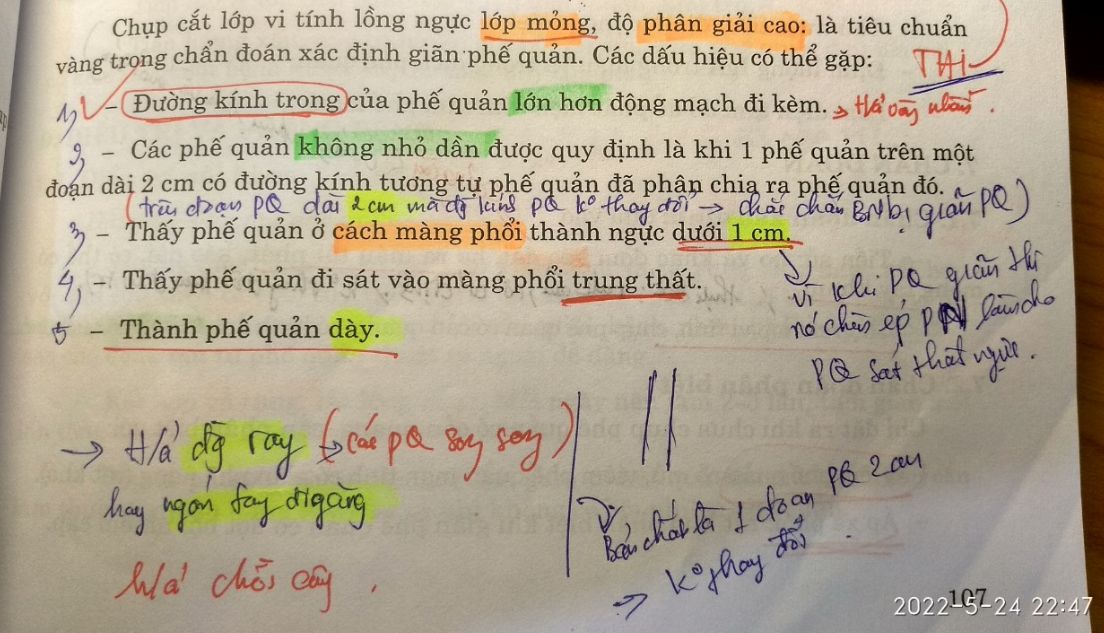 Chụp cắt lớp vi tính lồng ngực lớp mỏng, độ phân giải cao: là tiêu chuẩn
vàng trong chẩn đoán xác định giãn phế quản. Các dấu hiệu có thể gặp:
1, - Đường kính trong của phế quản lớn hơn động mạch đi kèm. → H/ả vòng nhẫn.
2, - Các phế quản không nhỏ dần được quy định là khi 1 phế quản trên một
đoạn dài 2 cm có đường kính tương tự phế quản đã phân chia ra phế quản đó.
(trên đoạn PQ dài 2 cm mà đg kính PQ k° thay đổi → chắc chắn BN bị giãn PQ)
3, - Thấy phế quản ở cách màng phổi thành ngực dưới 1 cm.
4, - Thấy phế quản đi sát vào màng phổi trung thất.
vì khi PQ giãn thì
nó chèn ép PN làm cho
PQ sát thành ngực.
5 - Thành phế quản dày.
→ H/ả đg ray → (các PQ song song)
hay ngón tay đi găng
H/ả chồi cây.
Bản chất là 1 đoạn PQ 2 cm
→ k° thay đổi.
107
2022-5-24 22:47